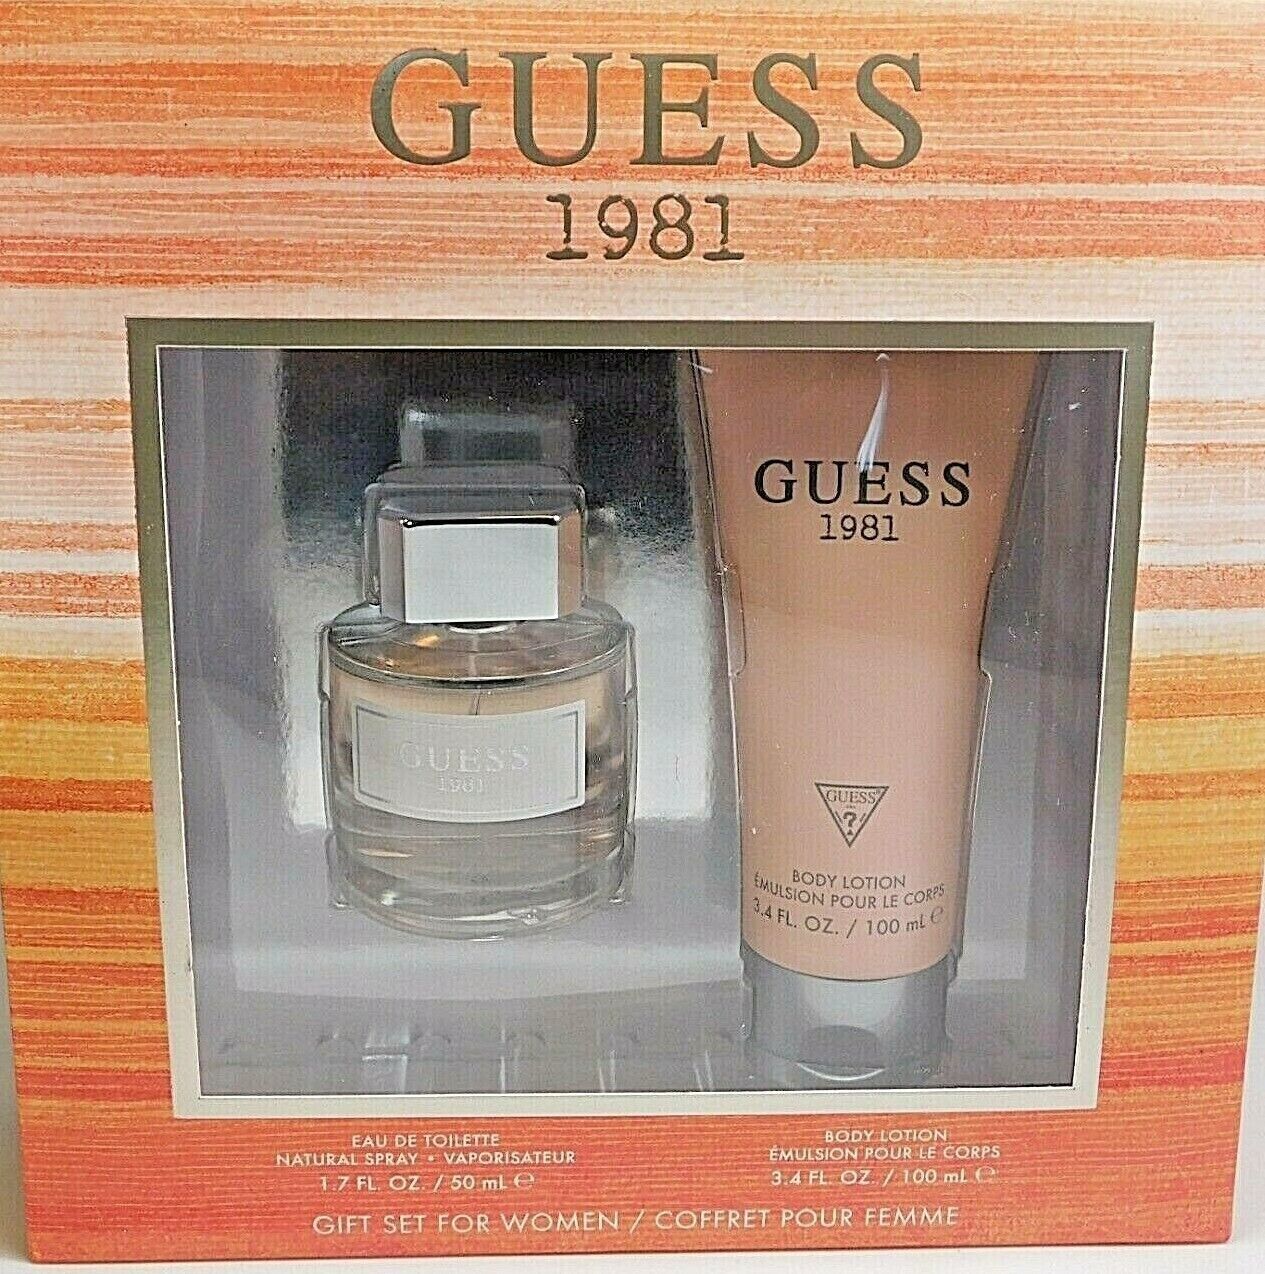 GUESS
1981
GUESS
1981
GUESS
1981
GUESS®
?
BODY LOTION
ÉMULSION POUR LE CORPS
3.4 FL. OZ. / 100 mL ℮
EAU DE TOILETTE
NATURAL SPRAY • VAPORISATEUR
1.7 FL. OZ. / 50 mL ℮
BODY LOTION
ÉMULSION POUR LE CORPS
3.4 FL. OZ. / 100 mL ℮
GIFT SET FOR WOMEN / COFFRET POUR FEMME